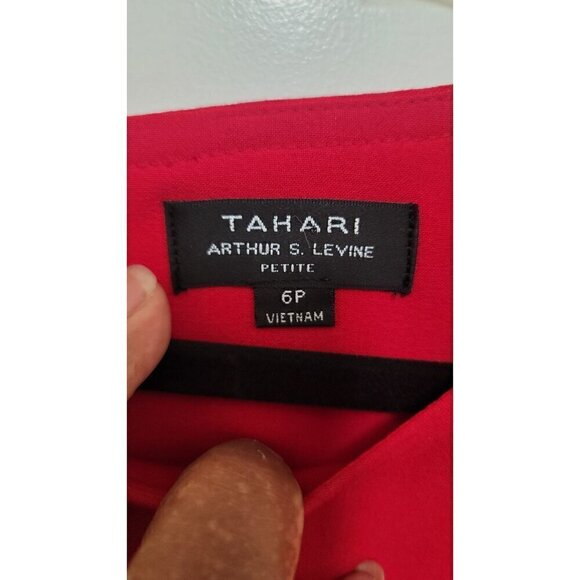 TAHARI
ARTHUR S. LEVINE
PETITE
6P
VIETNAM